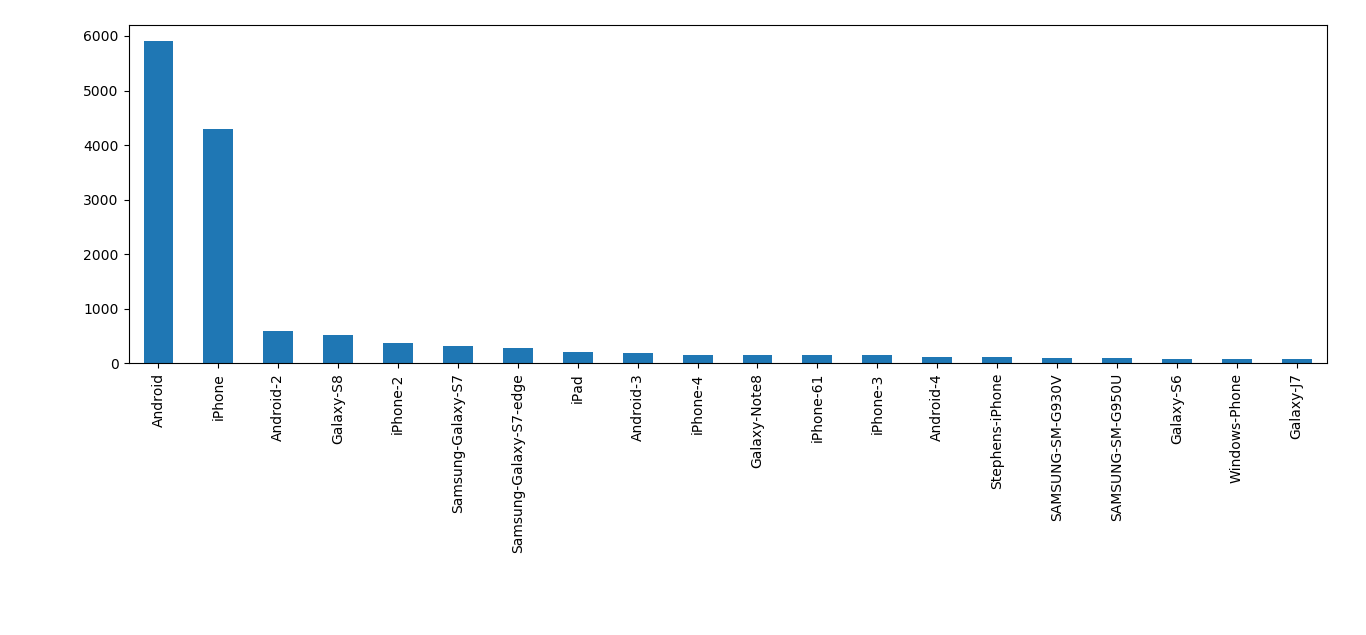 6000
5000
4000
3000
2000
1000
0
Android
iPhone
Android-2
Galaxy-S8
iPhone-2
Samsung-Galaxy-S7
Samsung-Galaxy-S7-edge
iPad
Android-3
iPhone-4
Galaxy-Note8
iPhone-61
iPhone-3
Android-4
Stephens-iPhone
SAMSUNG-SM-G930V
SAMSUNG-SM-G950U
Galaxy-S6
Windows-Phone
Galaxy-J7